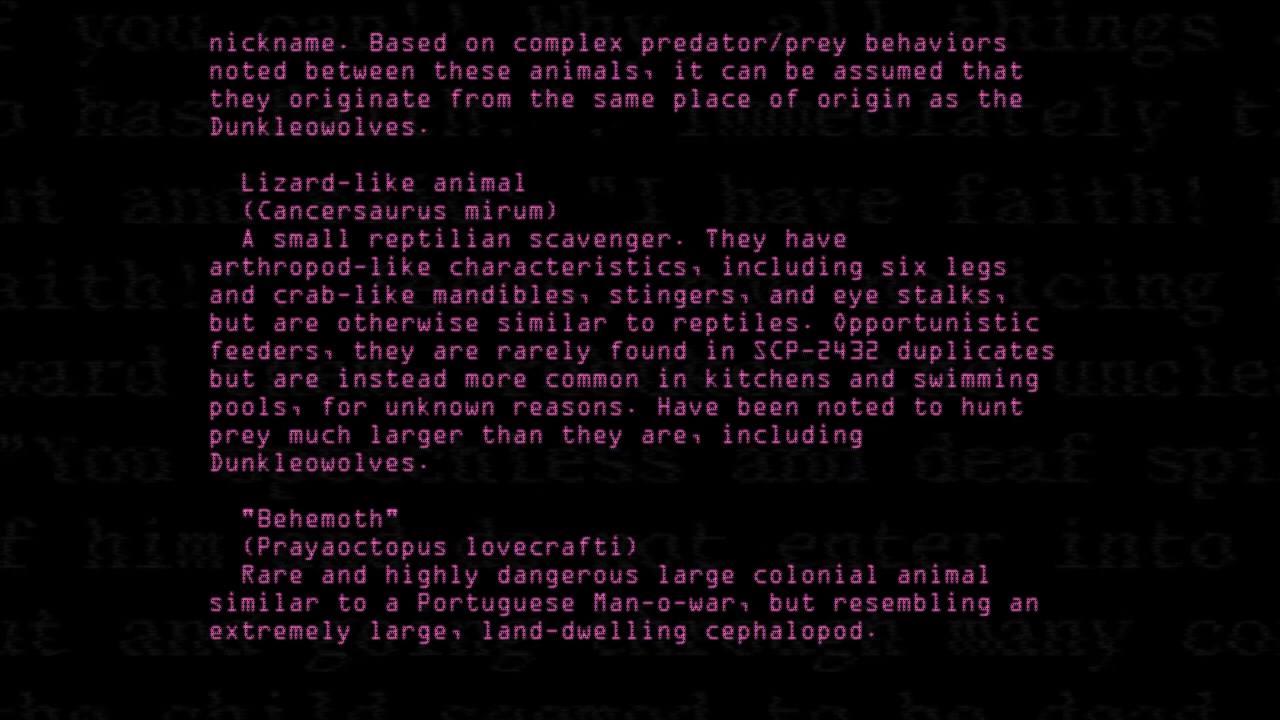 nickname. Based on complex predator/prey behaviors
noted between these animals, it can be assumed that
they originate from the same place of origin as the
Dunkleowolves.
Lizard-like animal
(Cancersaurus mirum)
A small reptilian scavenger. They have
arthropod-like characteristics, including six legs
and crab-like mandibles, stingers, and eye stalks,
but are otherwise similar to reptiles. Opportunistic
feeders, they are rarely found in SCP-2432 duplicates
but are instead more common in kitchens and swimming
pools, for unknown reasons. Have been noted to hunt
prey much larger than they are, including
Dunkleowolves.
"Behemoth"
(Prayaoctopus lovecrafti)
Rare and highly dangerous large colonial animal
similar to a Portuguese Man-o-war, but resembling an
extremely large, land-dwelling cephalopod.